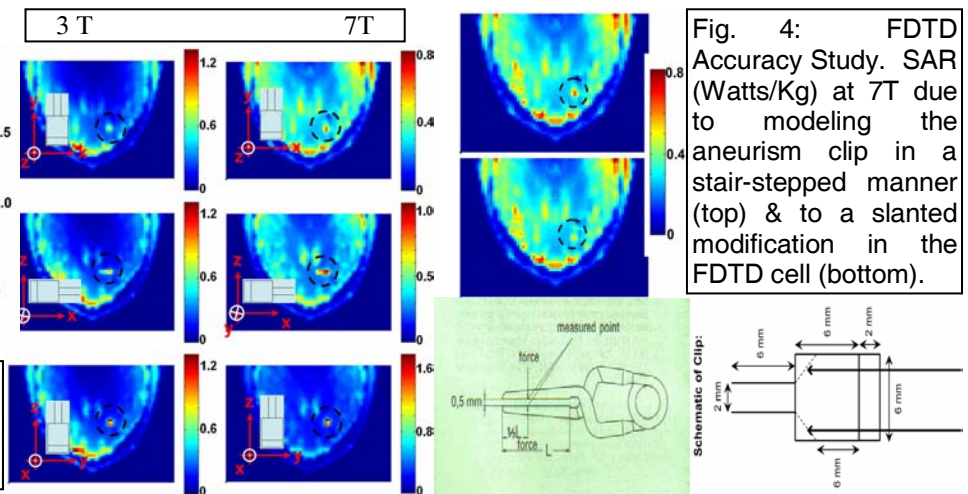 3 T 7T
1.2
0.6
0
0.8
0.4
0
y
z
x
y
z
x
.5
.0
1.2
0.6
0
1.0
0.5
0
z
x
z
y
x
1.2
0.6
0
1.6
0.8
0
z
x
y
z
x
y
0.8
0.4
0
Fig. 4: FDTD
Accuracy Study. SAR
(Watts/Kg) at 7T due
to modeling the
aneurism clip in a
stair-stepped manner
(top) & to a slanted
modification in the
FDTD cell (bottom).
measured point
force
0,5 mm
force
L
Schematic of Clip:
6 mm
2 mm
6 mm
2 mm
6 mm
6 mm